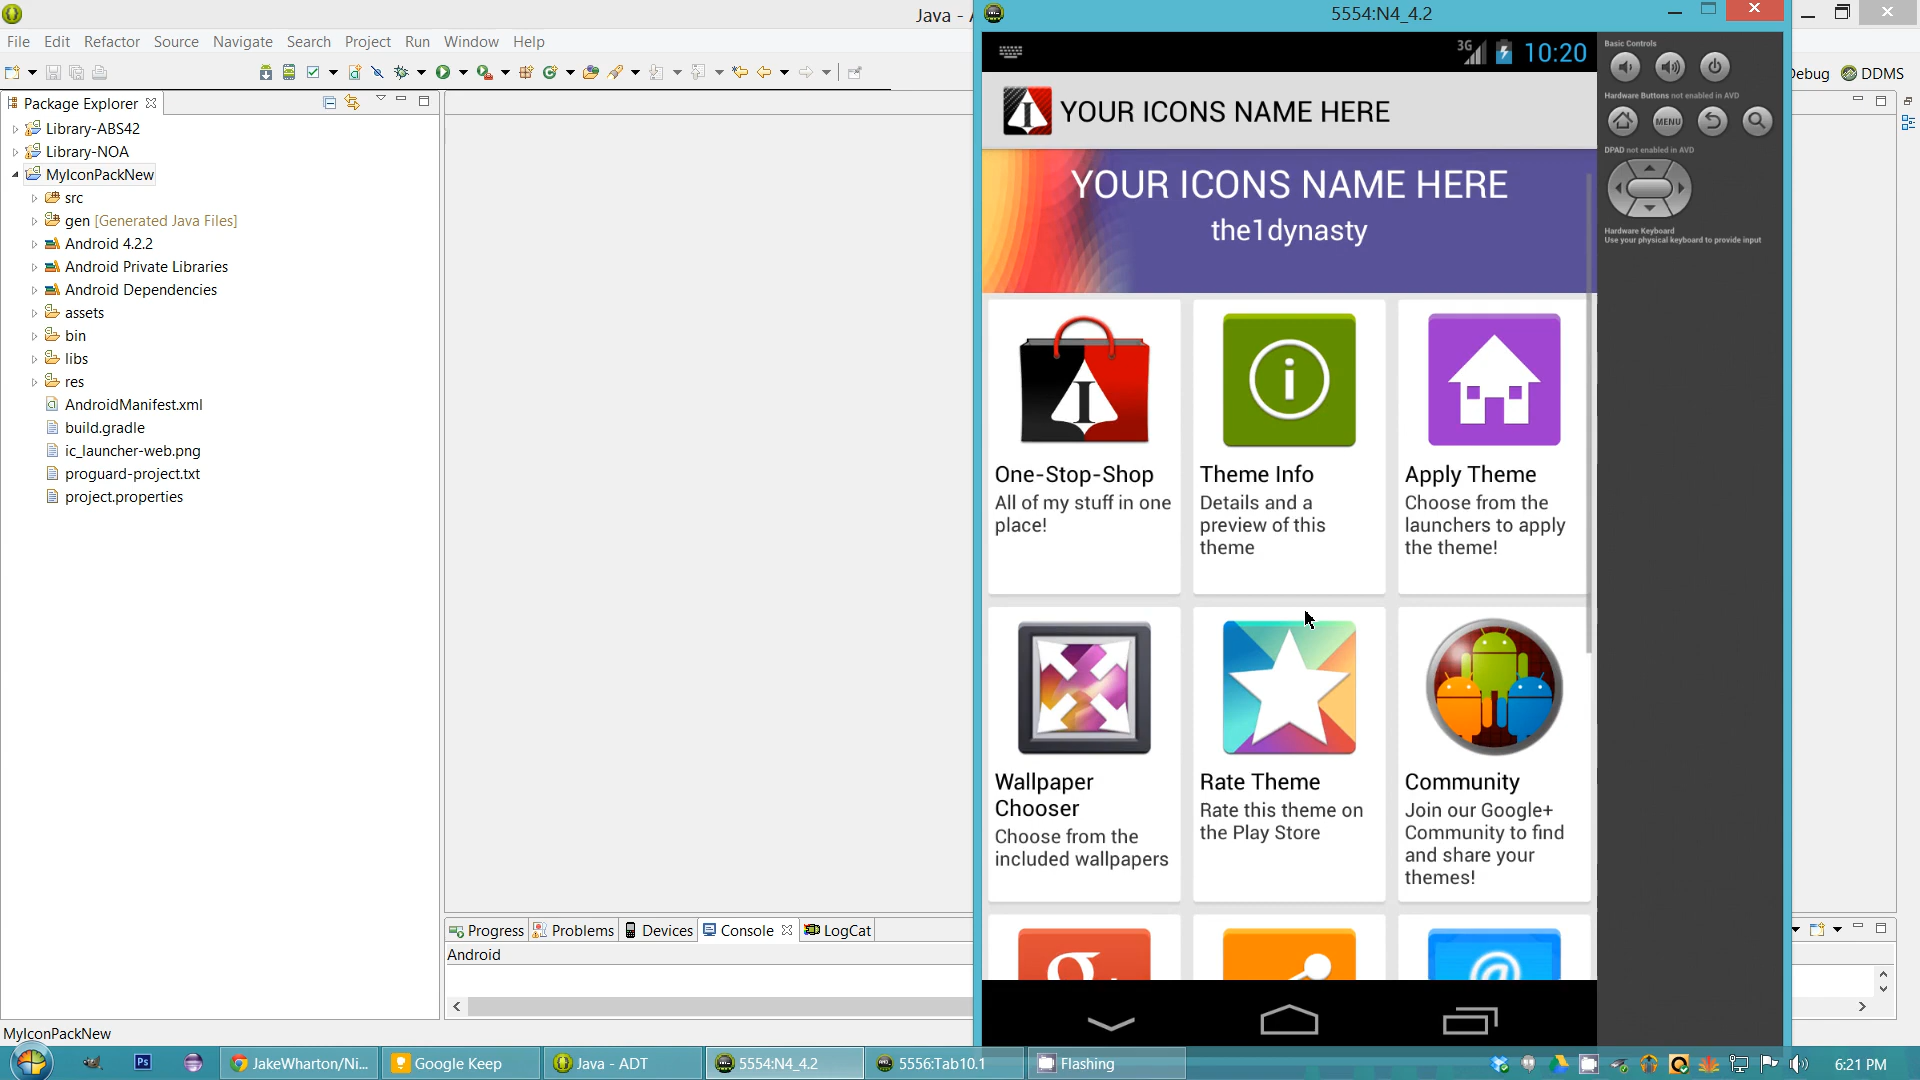 Java -
5554:N4_4.2
File Edit Refactor Source Navigate Search Project Run Window Help
Debug DDMS
Package Explorer
Library-ABS42
Library-NOA
MyIconPackNew
src
gen [Generated Java Files]
Android 4.2.2
Android Private Libraries
Android Dependencies
assets
bin
libs
res
AndroidManifest.xml
build.gradle
ic_launcher-web.png
proguard-project.txt
project.properties
3G 10:20
YOUR ICONS NAME HERE
YOUR ICONS NAME HERE
the1dynasty
One-Stop-Shop
All of my stuff in one
place!
Theme Info
Details and a
preview of this
theme
Apply Theme
Choose from the
launchers to apply
the theme!
Wallpaper
Chooser
Choose from the
included wallpapers
Rate Theme
Rate this theme on
the Play Store
Community
Join our Google+
Community to find
and share your
themes!
Basic Controls
Hardware Buttons not enabled in AVD
MENU
DPAD not enabled in AVD
Hardware Keyboard
Use your physical keyboard to provide input
Progress Problems Devices Console LogCat
Android
MyIconPackNew
Ps JakeWharton/Ni... Google Keep Java - ADT 5554:N4_4.2 5556:Tab10.1 Flashing 6:21 PM